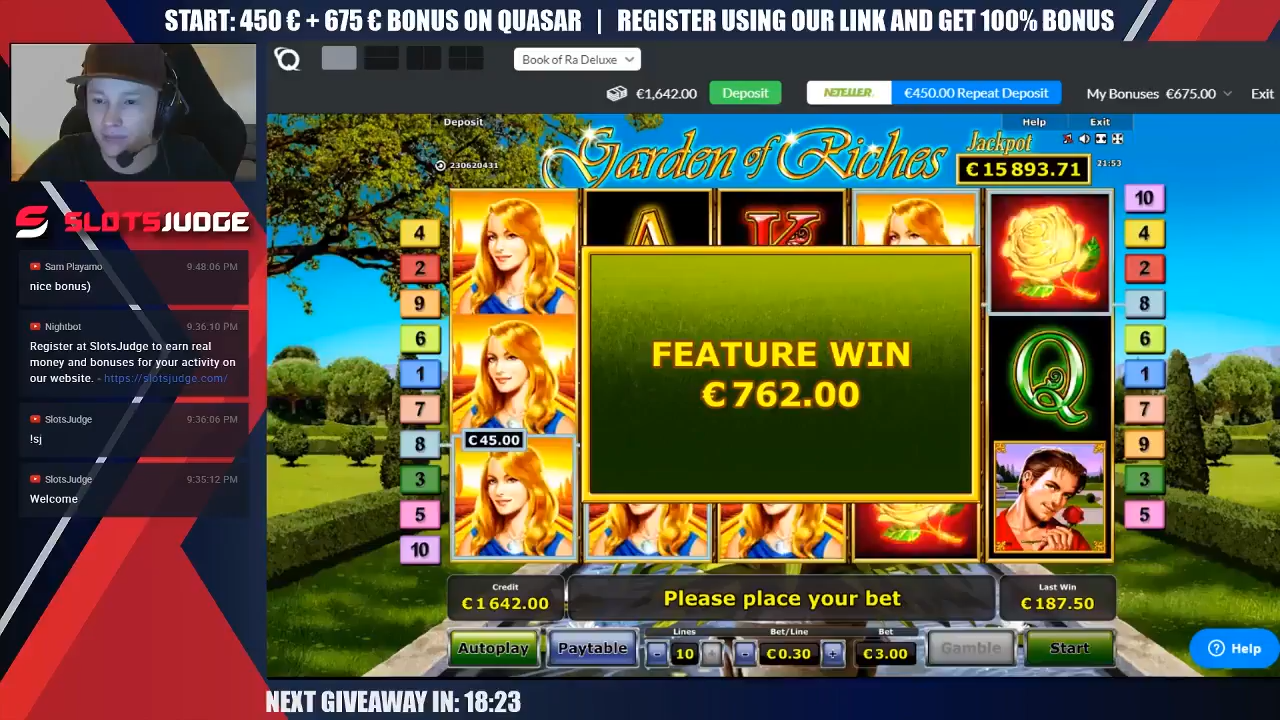 START: 450 € + 675 € BONUS ON QUASAR | REGISTER USING OUR LINK AND GET 100% BONUS
Book of Ra Deluxe
€1,642.00
Deposit
NETELLER
€450.00 Repeat Deposit
My Bonuses €675.00
Exit
Deposit
Help
Exit
230620431
Garden of Riches
Jackpot
€ 15 893.71
21:53
SLOTSJUDGE
Sam Playamo 9:48:06 PM
nice bonus)
Nightbot 9:36:10 PM
Register at SlotsJudge to earn real
money and bonuses for your activity on
our website. - https://slotsjudge.com/
SlotsJudge 9:36:06 PM
!sj
SlotsJudge 9:35:12 PM
Welcome
4
2
9
6
1
7
8
3
5
10
A
K
Q
€ 45.00
FEATURE WIN
€ 762.00
10
4
2
8
6
1
7
9
3
5
Credit
€ 1 642.00
Please place your bet
Last Win
€ 187.50
Autoplay
Paytable
Lines
- 10 +
Bet/Line
- € 0.30 +
Bet
€ 3.00
Gamble
Start
Help
NEXT GIVEAWAY IN: 18:23